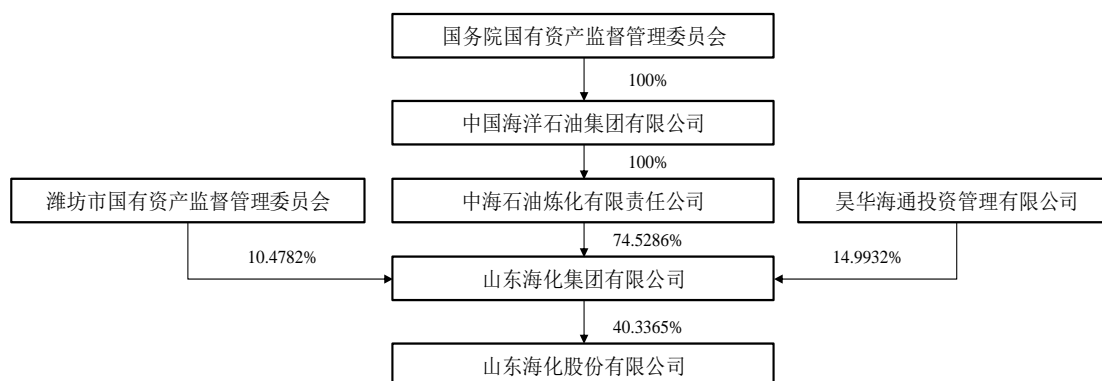 国务院国有资产监督管理委员会
100%
中国海洋石油集团有限公司
100%
潍坊市国有资产监督管理委员会
中海石油炼化有限责任公司
昊华海通投资管理有限公司
10.4782%
74.5286%
14.9932%
山东海化集团有限公司
40.3365%
山东海化股份有限公司